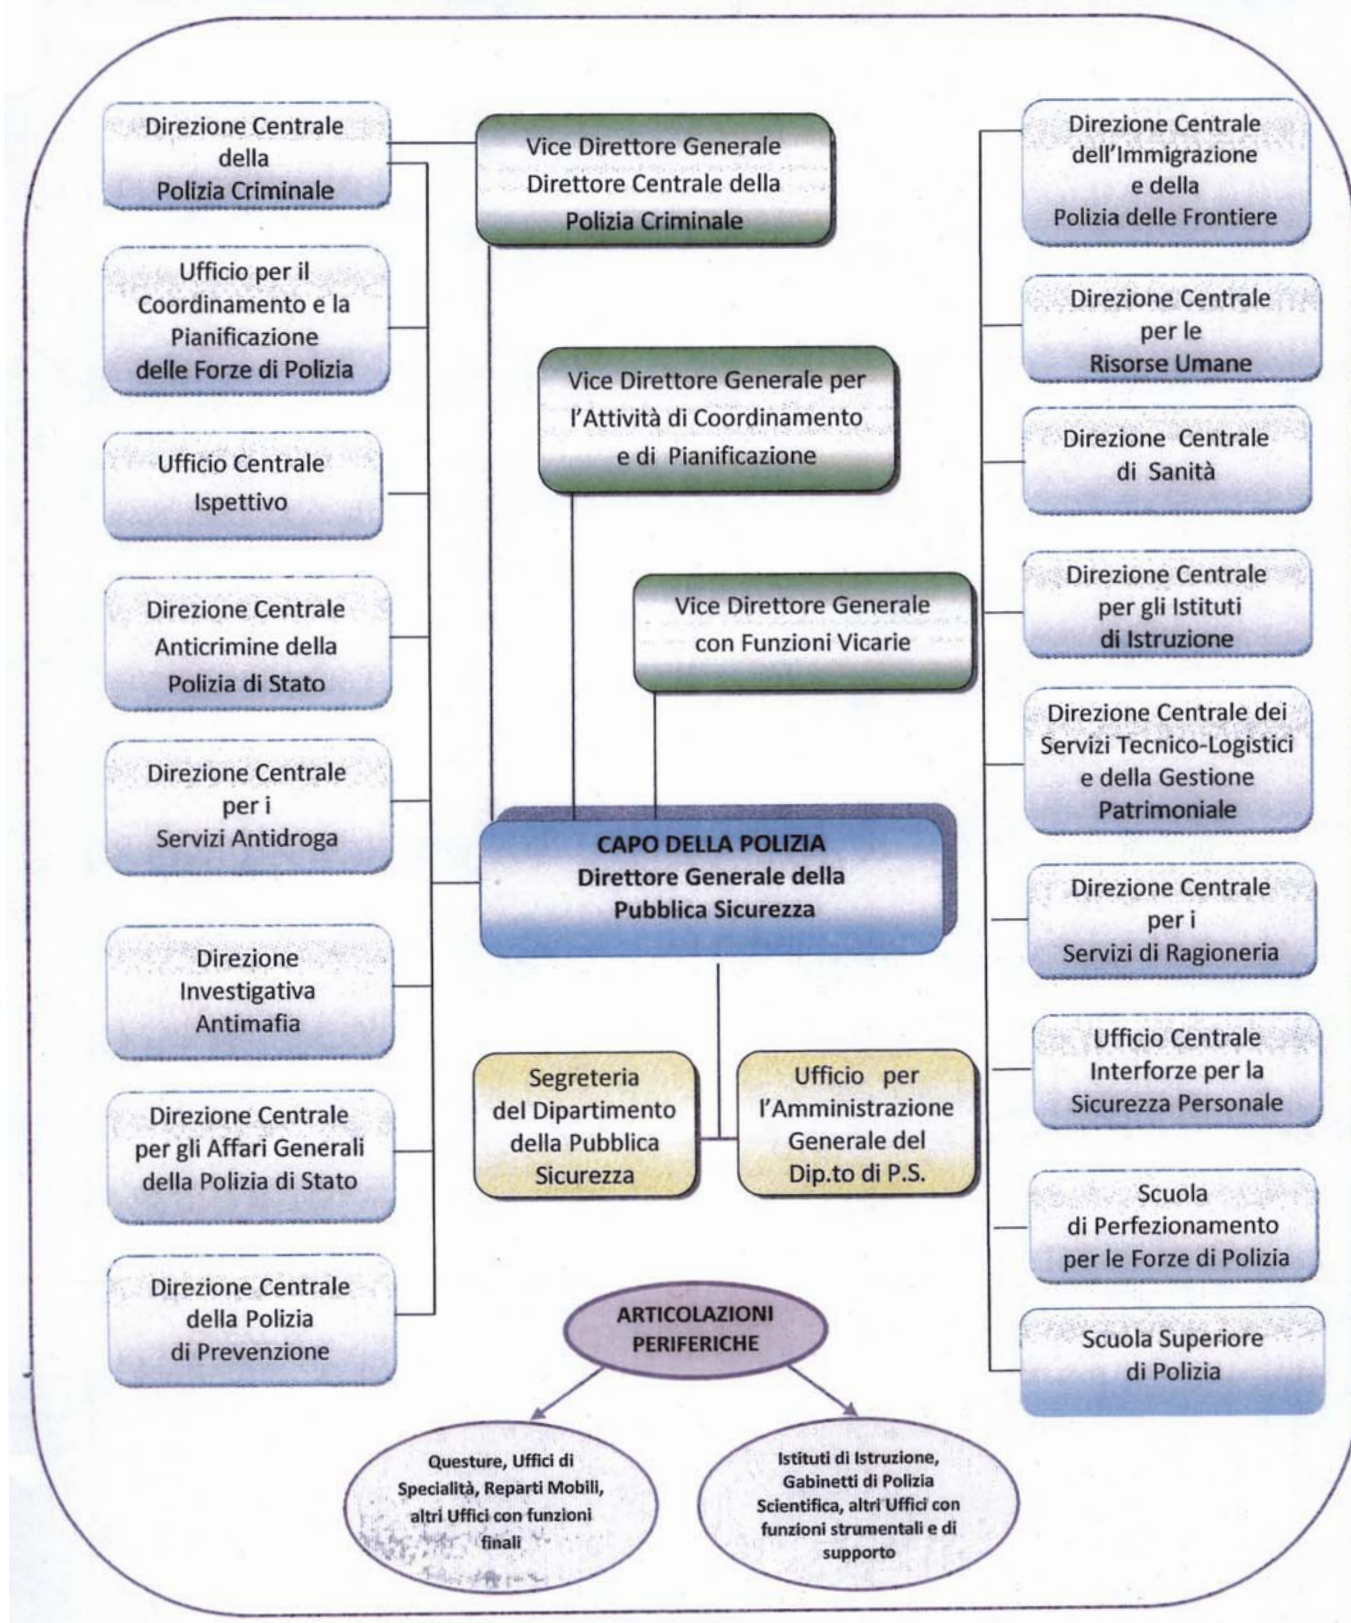 Direzione Centrale
della
Polizia Criminale
Ufficio per il
Coordinamento e la
Pianificazione
delle Forze di Polizia
Ufficio Centrale
Ispettivo
Direzione Centrale
Anticrimine della
Polizia di Stato
Direzione Centrale
per i
Servizi Antidroga
Direzione
Investigativa
Antimafia
Direzione Centrale
per gli Affari Generali
della Polizia di Stato
Direzione Centrale
della Polizia
di Prevenzione
Vice Direttore Generale
Direttore Centrale della
Polizia Criminale
Vice Direttore Generale per
l'Attività di Coordinamento
e di Pianificazione
Vice Direttore Generale
con Funzioni Vicarie
CAPO DELLA POLIZIA
Direttore Generale della
Pubblica Sicurezza
Segreteria
del Dipartimento
della Pubblica
Sicurezza
Ufficio per
l'Amministrazione
Generale del
Dip.to di P.S.
ARTICOLAZIONI
PERIFERICHE
Questure, Uffici di
Specialità, Reparti Mobili,
altri Uffici con funzioni
finali
Istituti di Istruzione,
Gabinetti di Polizia
Scientifica, altri Uffici con
funzioni strumentali e di
supporto
Direzione Centrale
dell'Immigrazione
e della
Polizia delle Frontiere
Direzione Centrale
per le
Risorse Umane
Direzione Centrale
di Sanità
Direzione Centrale
per gli Istituti
di Istruzione
Direzione Centrale dei
Servizi Tecnico-Logistici
e della Gestione
Patrimoniale
Direzione Centrale
per i
Servizi di Ragioneria
Ufficio Centrale
Interforze per la
Sicurezza Personale
Scuola
di Perfezionamento
per le Forze di Polizia
Scuola Superiore
di Polizia